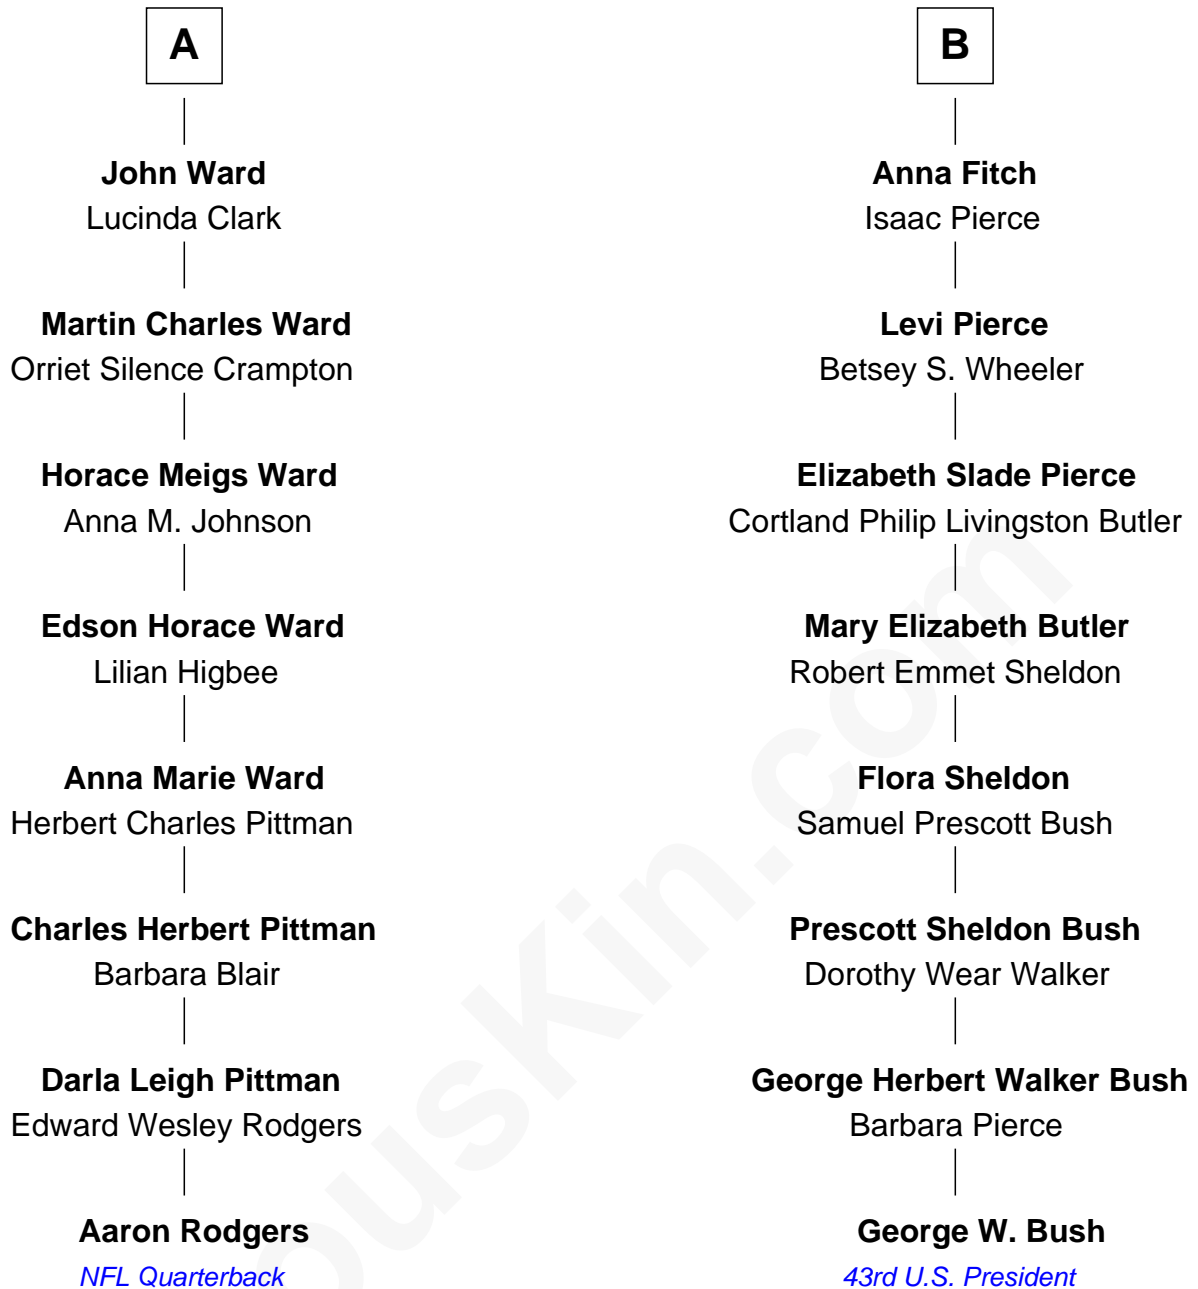 A
John Ward
Lucinda Clark
Martin Charles Ward
Orriet Silence Crampton
Horace Meigs Ward
Anna M. Johnson
Edson Horace Ward
Lilian Higbee
Anna Marie Ward
Herbert Charles Pittman
Charles Herbert Pittman
Barbara Blair
Darla Leigh Pittman
Edward Wesley Rodgers
Aaron Rodgers
NFL Quarterback
B
Anna Fitch
Isaac Pierce
Levi Pierce
Betsey S. Wheeler
Elizabeth Slade Pierce
Cortland Philip Livingston Butler
Mary Elizabeth Butler
Robert Emmet Sheldon
Flora Sheldon
Samuel Prescott Bush
Prescott Sheldon Bush
Dorothy Wear Walker
George Herbert Walker Bush
Barbara Pierce
George W. Bush
43rd U.S. President
ousKin.com